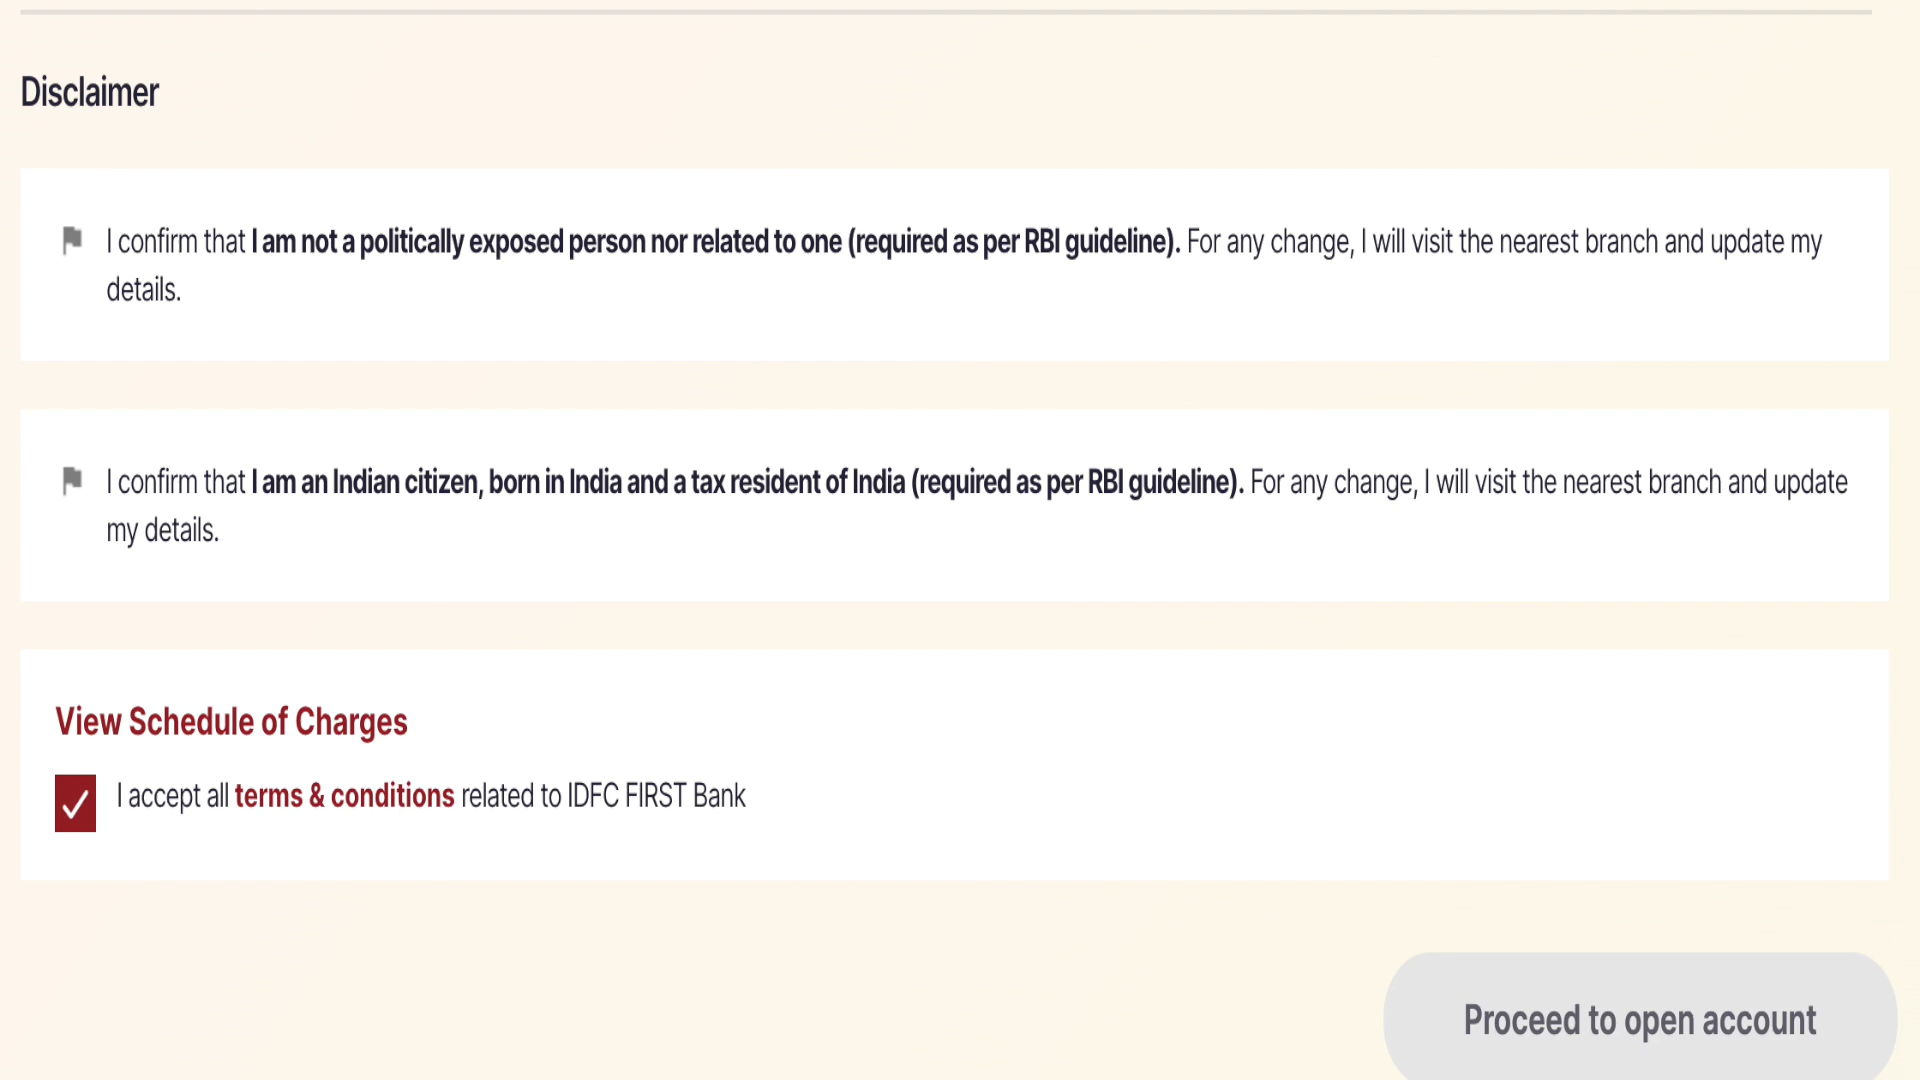 Disclaimer
I confirm that I am not a politically exposed person nor related to one (required as per RBI guideline). For any change, I will visit the nearest branch and update my
details.
I confirm that I am an Indian citizen, born in India and a tax resident of India (required as per RBI guideline). For any change, I will visit the nearest branch and update
my details.
View Schedule of Charges
I accept all terms & conditions related to IDFC FIRST Bank
Proceed to open account